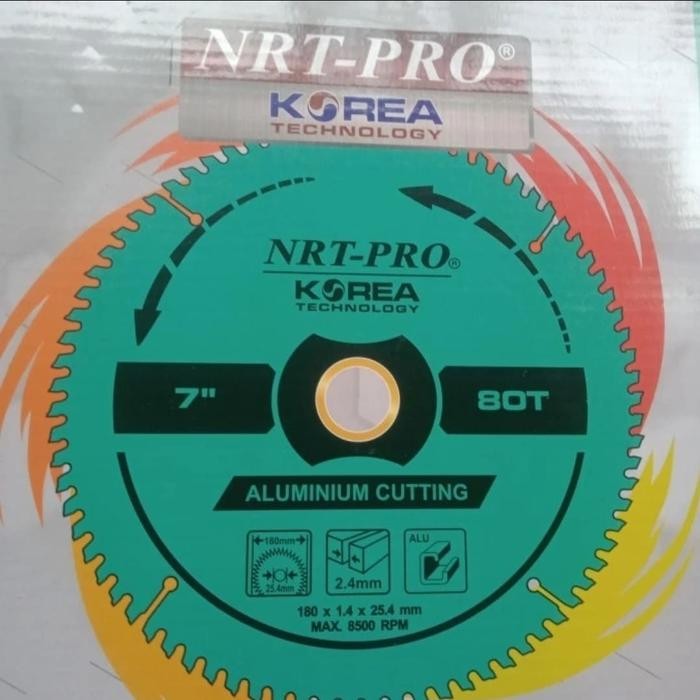 NRT-PRO®
KOREA
TECHNOLOGY
NRT-PRO®
KOREA
TECHNOLOGY
7" 80T
ALUMINIUM CUTTING
180mm ALU
25.4mm 2.4mm
180 x 1.4 x 25.4 mm
MAX. 8500 RPM